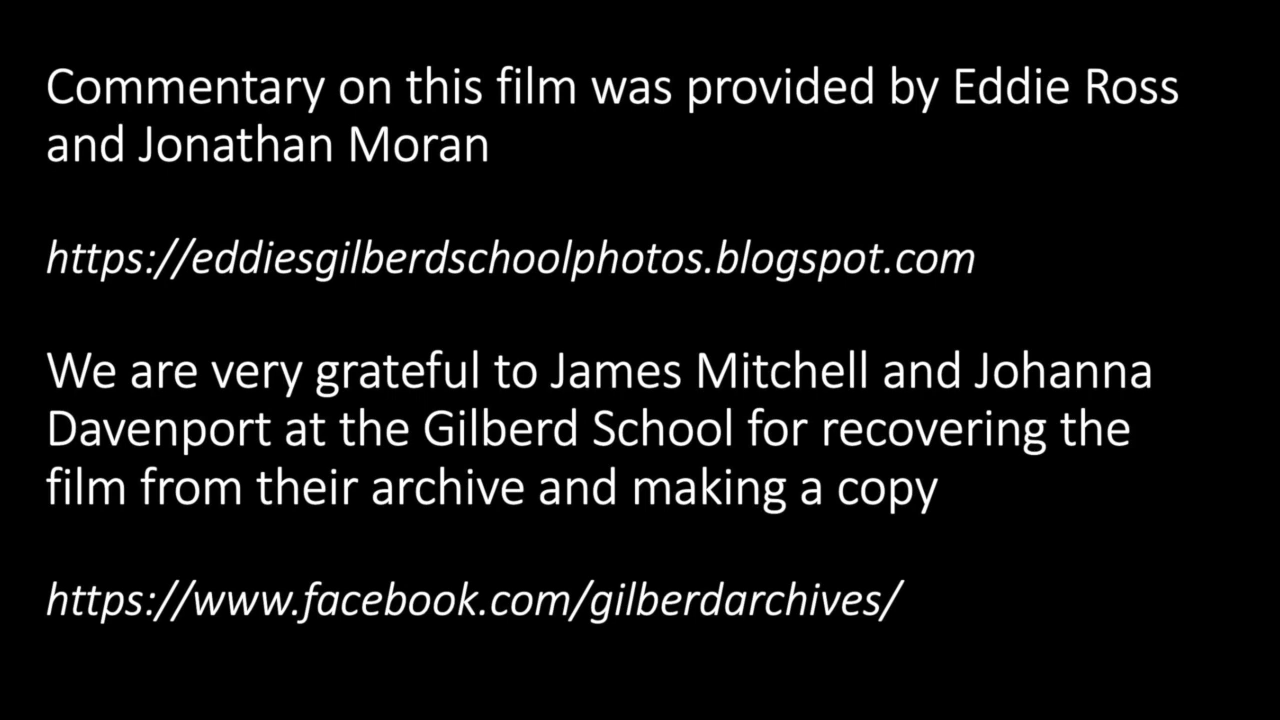 Commentary on this film was provided by Eddie Ross
and Jonathan Moran
https://eddiesgilberdschoolphotos.blogspot.com
We are very grateful to James Mitchell and Johanna
Davenport at the Gilberd School for recovering the
film from their archive and making a copy
https://www.facebook.com/gilberdarchives/